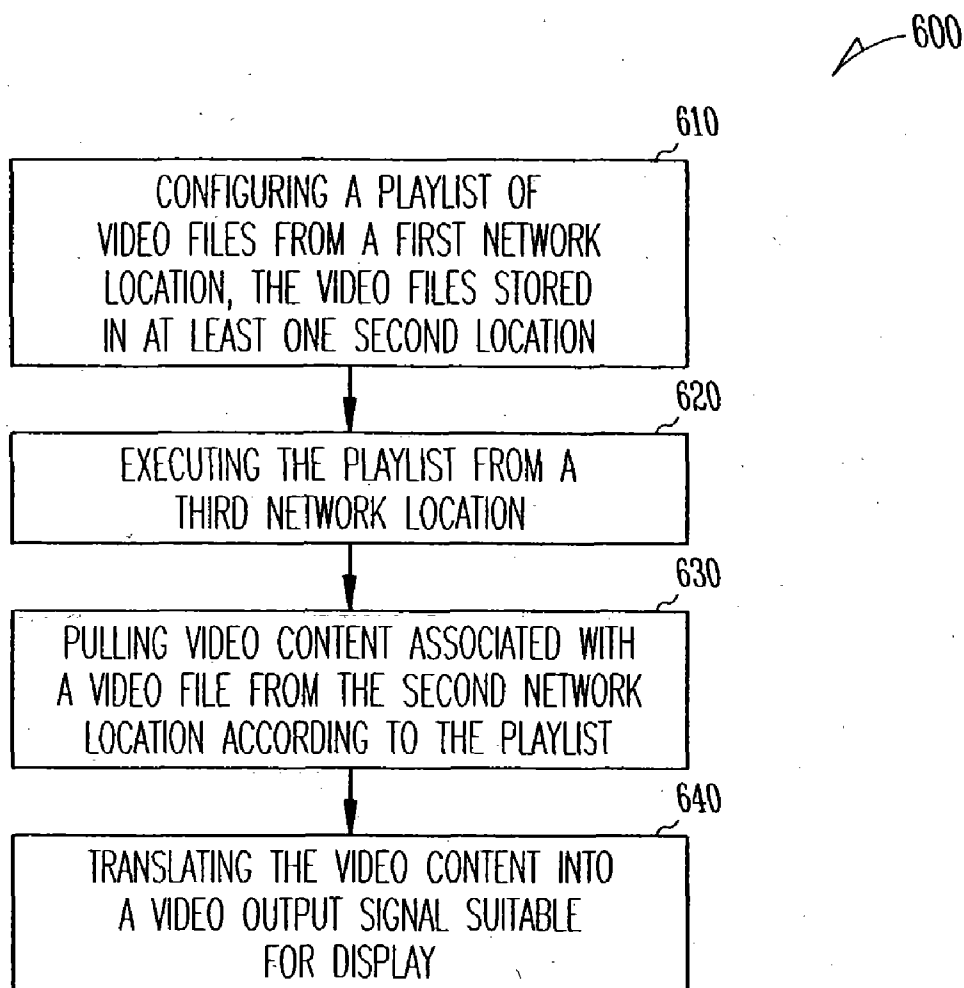 600
610
CONFIGURING A PLAYLIST OF
VIDEO FILES FROM A FIRST NETWORK
LOCATION, THE VIDEO FILES STORED
IN AT LEAST ONE SECOND LOCATION
620
EXECUTING THE PLAYLIST FROM A
THIRD NETWORK LOCATION
630
PULLING VIDEO CONTENT ASSOCIATED WITH
A VIDEO FILE FROM THE SECOND NETWORK
LOCATION ACCORDING TO THE PLAYLIST
640
TRANSLATING THE VIDEO CONTENT INTO
A VIDEO OUTPUT SIGNAL SUITABLE
FOR DISPLAY